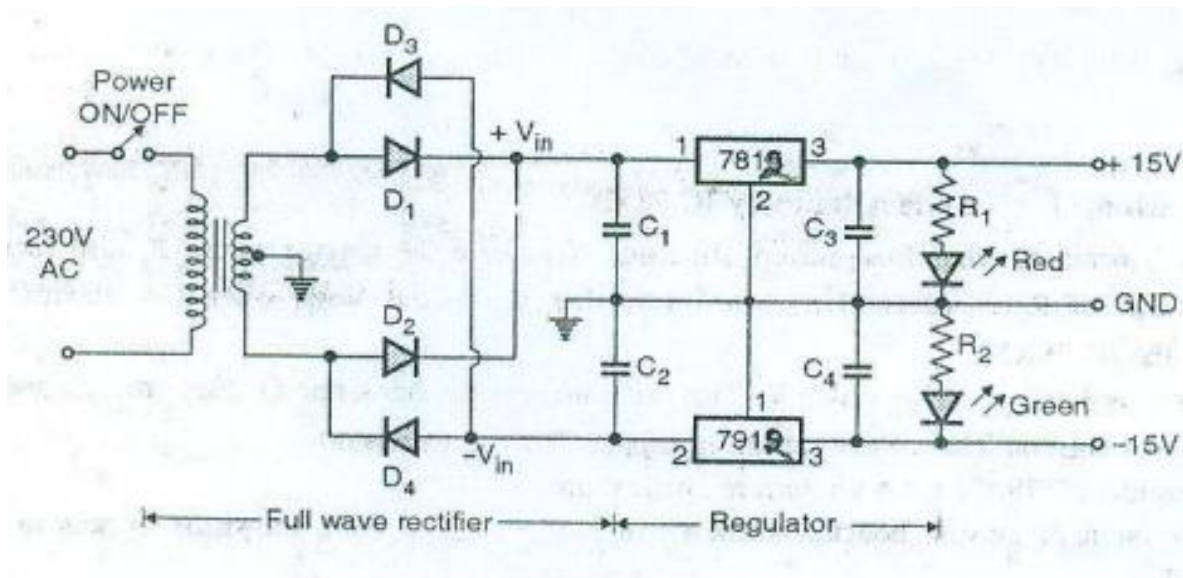 D3
Power
ON/OFF
+ Vin
D1
1
7815
3
+ 15V
2
230V
AC
C1
C3
R1
Red
GND
D2
C2
C4
R2
1
Green
2
7915
3
–15V
D4
–Vin
Full wave rectifier
Regulator